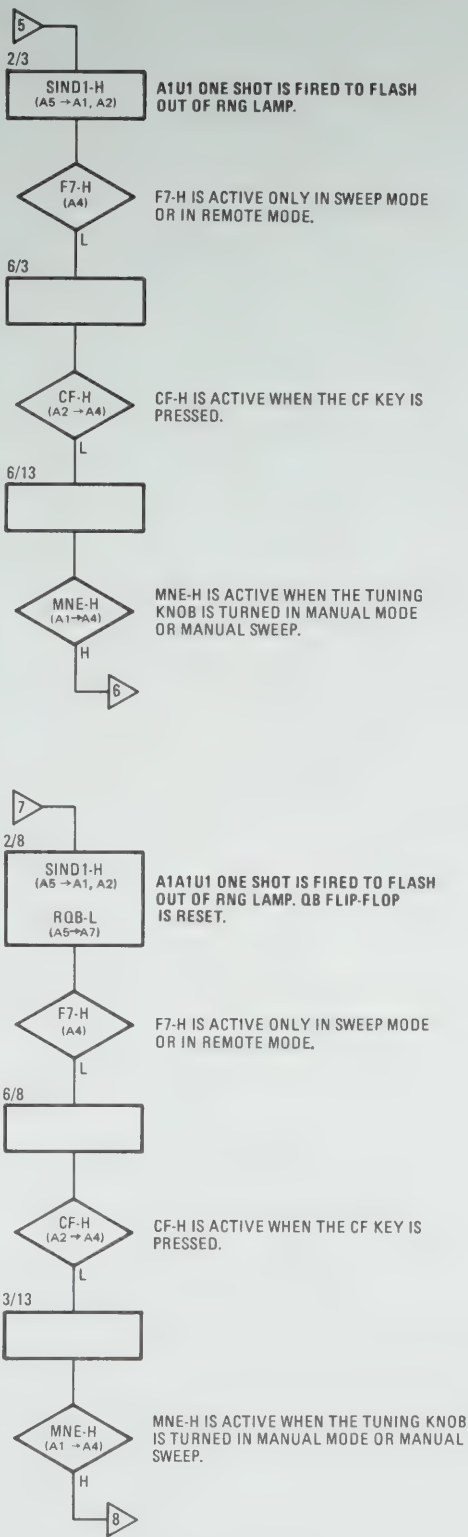 5
2/3
SIND1-H
(A5 → A1, A2)
A1U1 ONE SHOT IS FIRED TO FLASH
OUT OF RNG LAMP.
F7-H
(A4)
F7-H IS ACTIVE ONLY IN SWEEP MODE
OR IN REMOTE MODE.
L
6/3
CF-H
(A2 → A4)
CF-H IS ACTIVE WHEN THE CF KEY IS
PRESSED.
L
6/13
MNE-H
(A1→A4)
MNE-H IS ACTIVE WHEN THE TUNING
KNOB IS TURNED IN MANUAL MODE
OR MANUAL SWEEP.
H
6
7
2/8
SIND1-H
(A5 → A1, A2)
RQB-L
(A5→A7)
A1A1U1 ONE SHOT IS FIRED TO FLASH
OUT OF RNG LAMP. QB FLIP-FLOP
IS RESET.
F7-H
(A4)
F7-H IS ACTIVE ONLY IN SWEEP MODE
OR IN REMOTE MODE.
L
6/8
CF-H
(A2 → A4)
CF-H IS ACTIVE WHEN THE CF KEY IS
PRESSED.
L
3/13
MNE-H
(A1 → A4)
MNE-H IS ACTIVE WHEN THE TUNING KNOB
IS TURNED IN MANUAL MODE OR MANUAL
SWEEP.
H
8